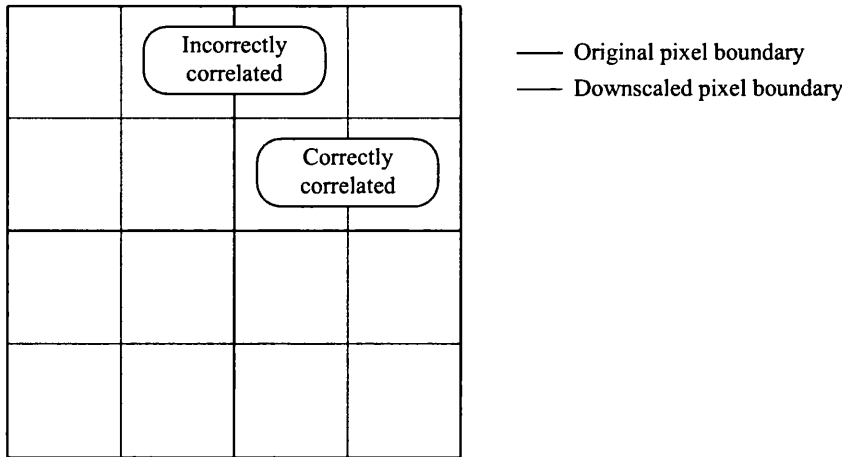 Incorrectly
correlated
Correctly
correlated
Original pixel boundary
Downscaled pixel boundary